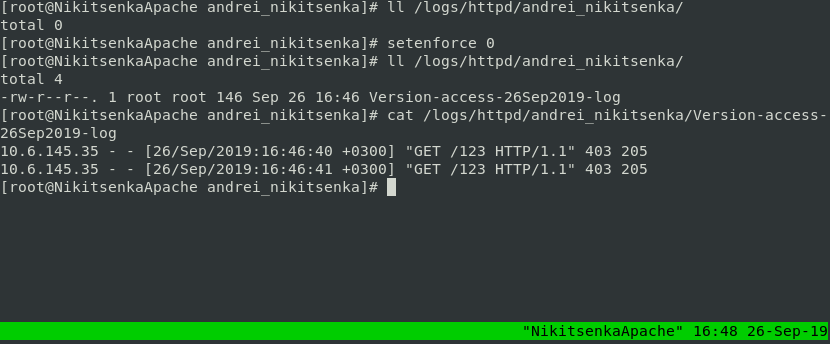 [root@NikitsenkaApache andrei_nikitsenka]# ll /logs/httpd/andrei_nikitsenka/
total 0
[root@NikitsenkaApache andrei_nikitsenka]# setenforce 0
[root@NikitsenkaApache andrei_nikitsenka]# ll /logs/httpd/andrei_nikitsenka/
total 4
-rw-r--r--. 1 root root 146 Sep 26 16:46 Version-access-26Sep2019-log
[root@NikitsenkaApache andrei_nikitsenka]# cat /logs/httpd/andrei_nikitsenka/Version-access-
26Sep2019-log
10.6.145.35 - - [26/Sep/2019:16:46:40 +0300] "GET /123 HTTP/1.1" 403 205
10.6.145.35 - - [26/Sep/2019:16:46:41 +0300] "GET /123 HTTP/1.1" 403 205
[root@NikitsenkaApache andrei_nikitsenka]#
"NikitsenkaApache" 16:48 26-Sep-19